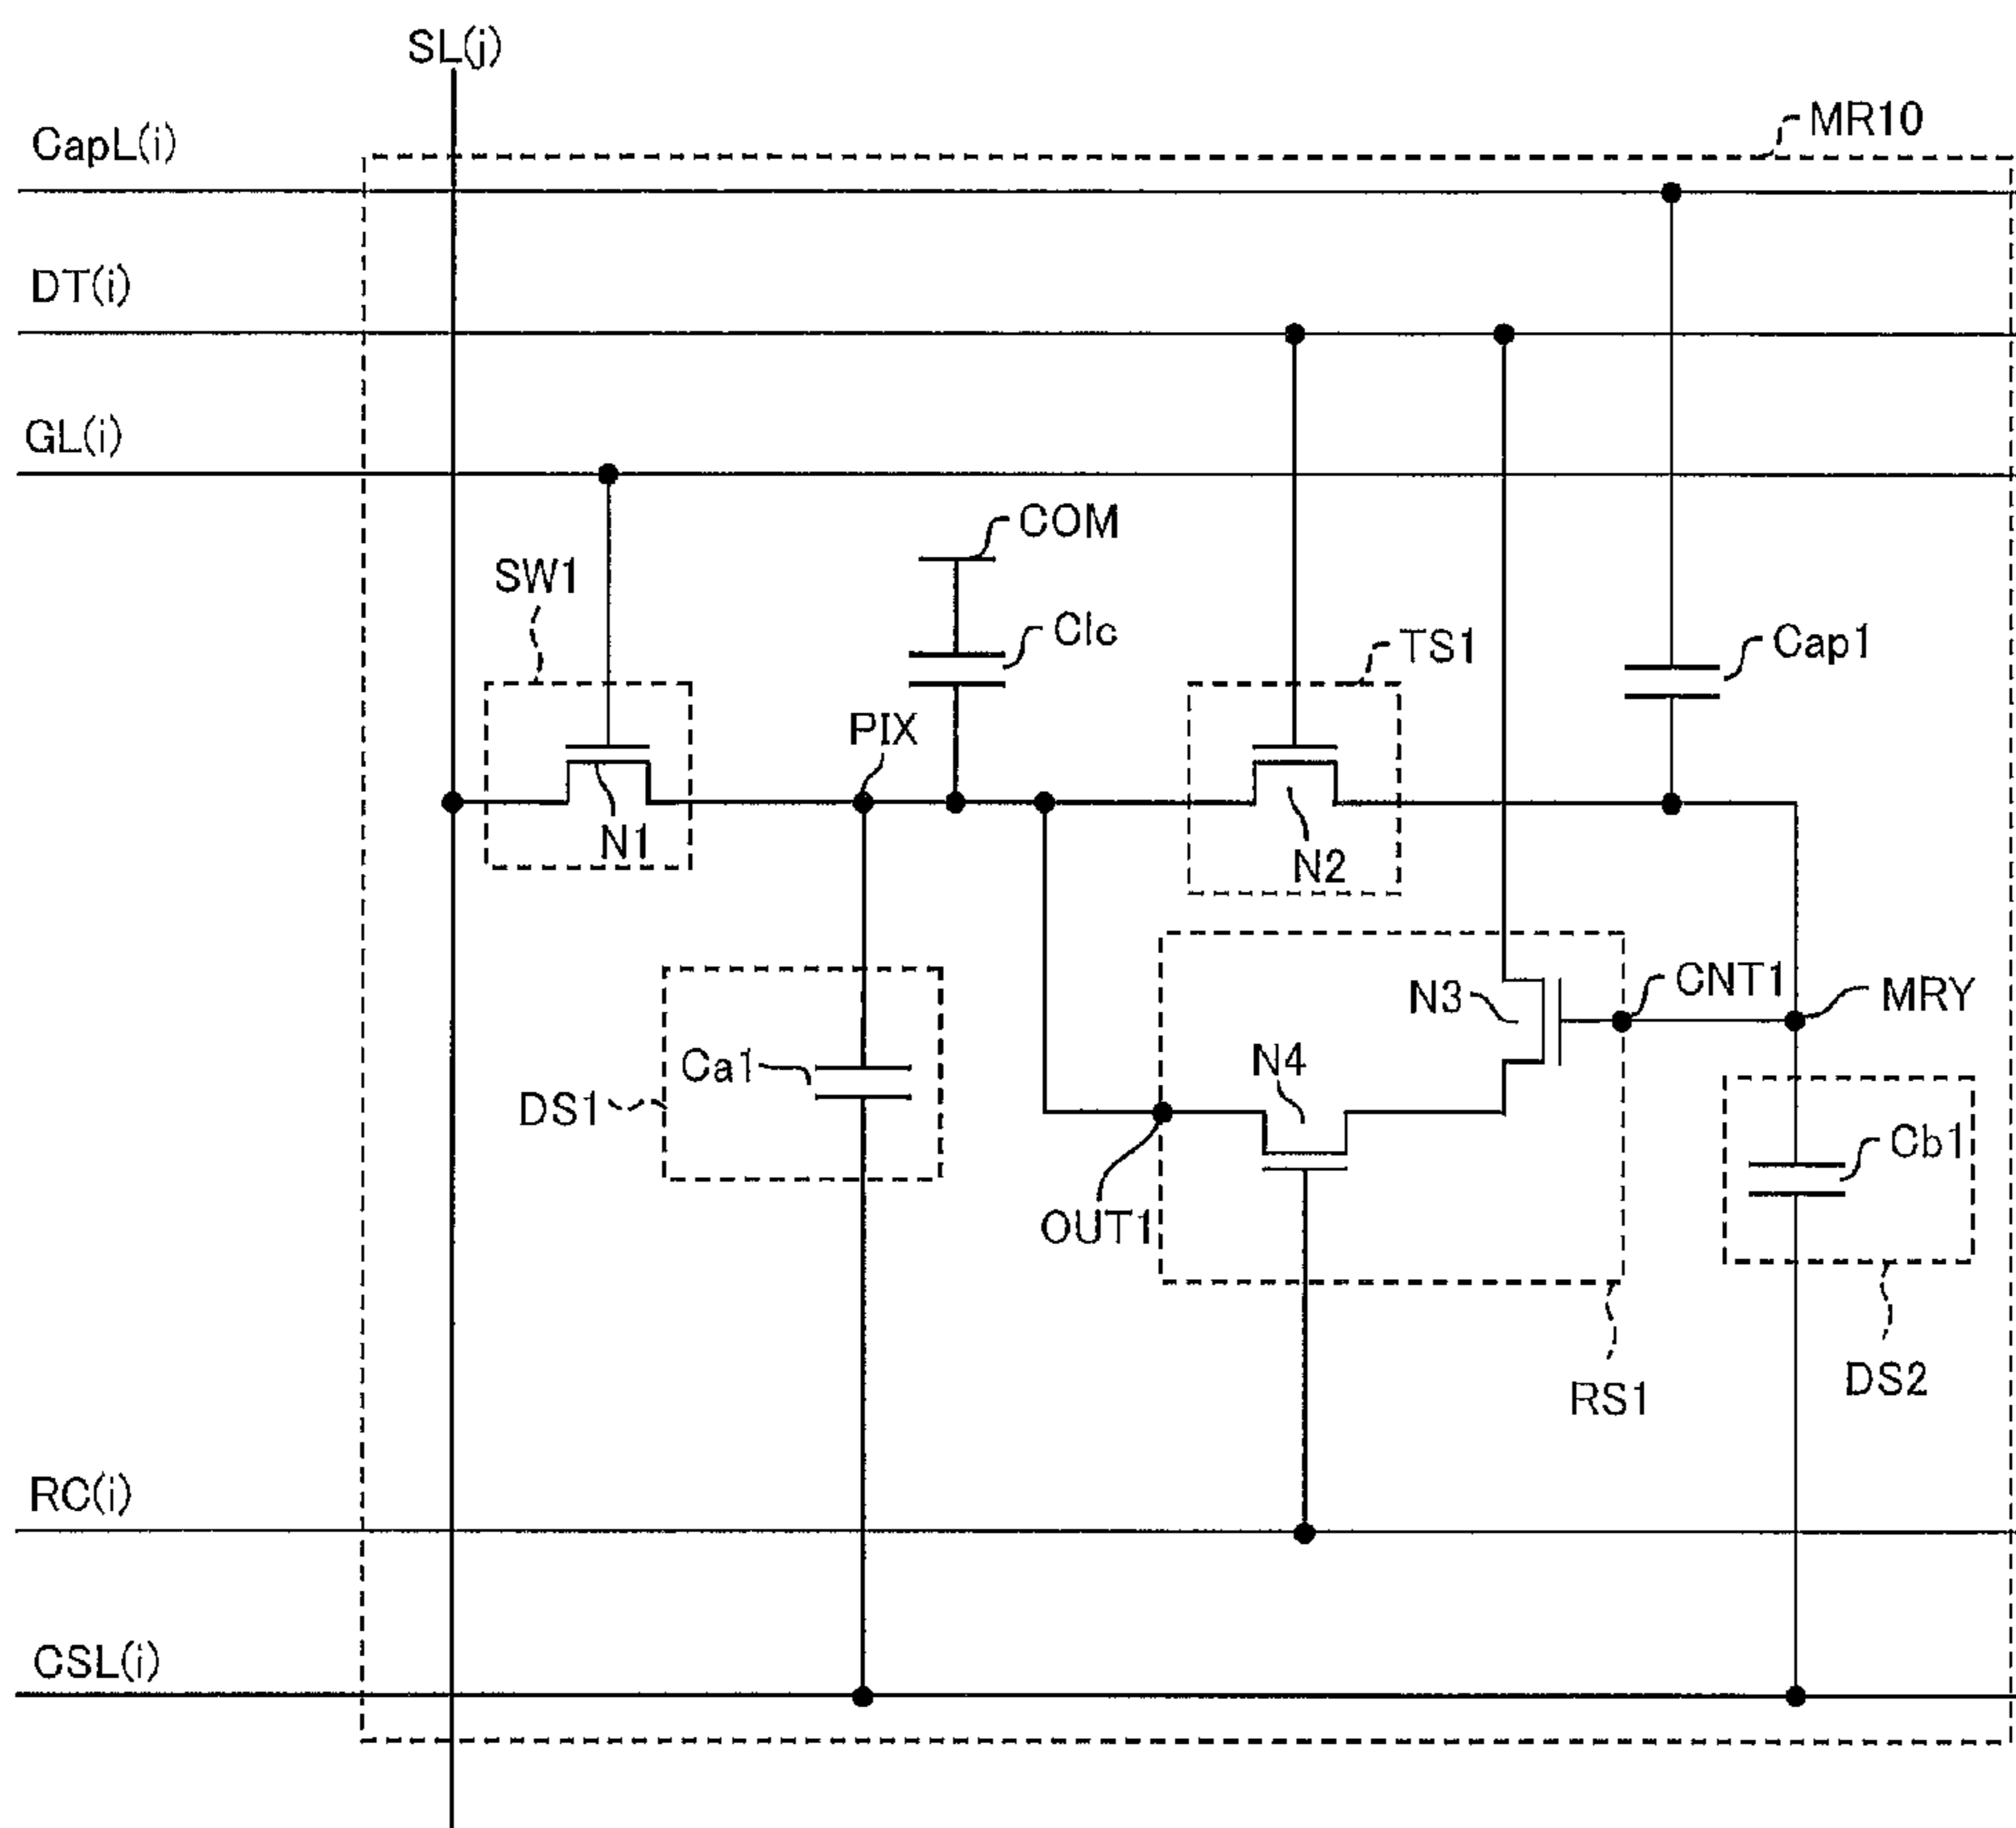 SL(j)
CapL(i)
MR10
DT(i)
GL(i)
COM
SW1
Clc
TS1
Cap1
PIX
N1
N2
CNT1
MRY
N3
N4
Ca1
DS1
Cb1
OUT1
RS1
DS2
RC(i)
CSL(i)